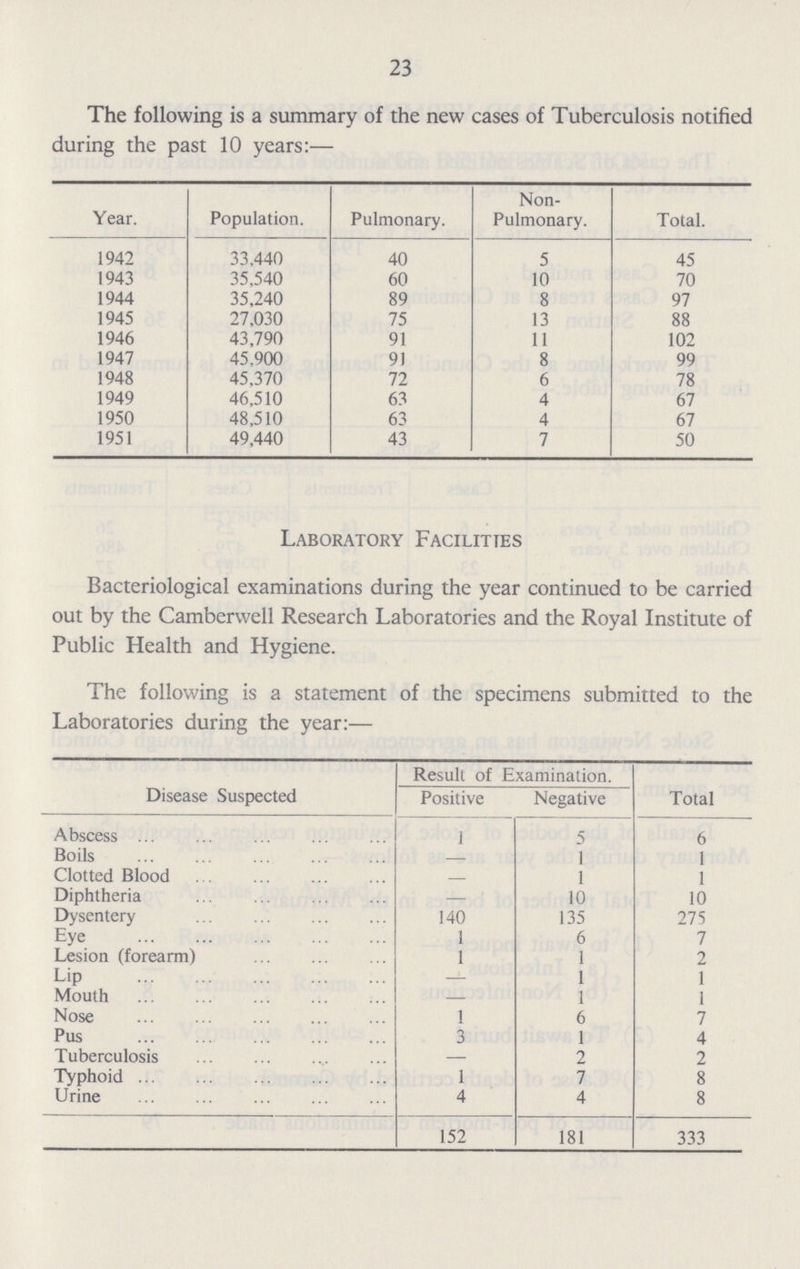 23
The following is a summary of the new cases of Tuberculosis notified
during the past 10 years:—
Year. Population. Pulmonary. Non-Pulmonary. Total.
1942 33,440 40 5 45
1943 35,540 60 10 70
1944 35,240 89 8 97
1945 27,030 75 13 88
1946 43,790 91 11 102
1947 45,900 91 8 99
1948 45,370 72 6 78
1949 46,510 63 4 67
1950 48,510 63 4 67
1951 49,440 43 7 50
LABORATORY FACILITIES
Bacteriological examinations during the year continued to be carried
out by the Camberwell Research Laboratories and the Royal Institute of
Public Health and Hygiene.
The following is a statement of the specimens submitted to the
Laboratories during the year:—
Result of Examination.
Disease Suspected Positive Negative Total
Abscess ... ... ... ... ... 1 5 6
Boils ... ... ... ... ... — 1 1
Clotted Blood ... ... ... ... — 1 1
Diphtheria ... ... ... ... — 10 10
Dysentery ... ... ... ... 140 135 275
Eye ... ... ... ... ... 1 6 7
Lesion (forearm) ... ... ... 1 1 2
Lip ... ... ... ... ... — 1 1
Mouth ... ... ... ... ... — 1 1
Nose ... ... ... ... ... 1 6 7
Pus ... ... ... ... ... 3 1 4
Tuberculosis ... ... ... ... — 2 2
Typhoid ... ... ... ... ... 1 7 8
Urine ... ... ... ... ... 4 4 8
152 181 333